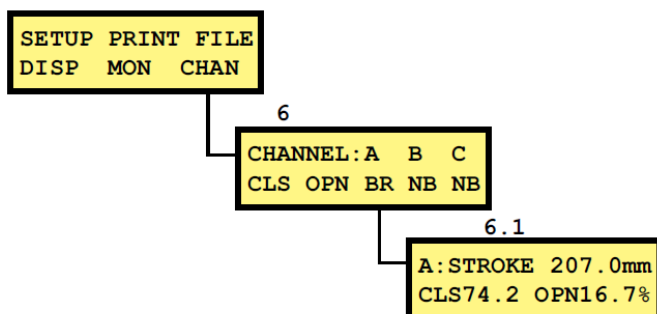 SETUP PRINT FILE
DISP MON CHAN
6
CHANNEL:A B C
CLS OPN BR NB NB
6.1
A:STROKE 207.0mm
CLS74.2 OPN16.7%